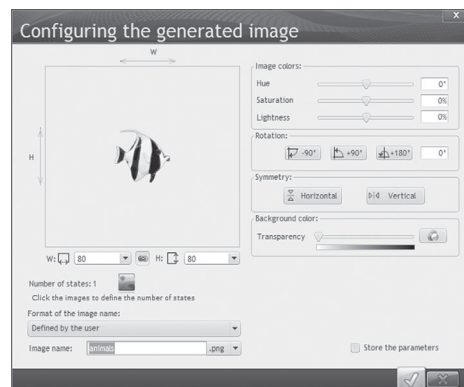 Configuring the generated image
x
W
H
W: 80 H: 80
Number of states: 1
Click the images to define the number of states
Format of the image name:
Defined by the user
Image name: animals .png
Image colors:
Hue 0°
Saturation 0%
Lightness 0%
Rotation:
-90° +90° +180° 0°
Symmetry:
Horizontal Vertical
Background color:
Transparency
Store the parameters